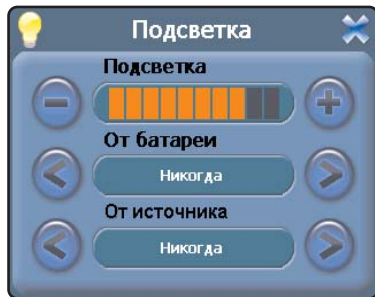 Подсветка
Подсветка
От батареи
Никогда
От источника
Никогда